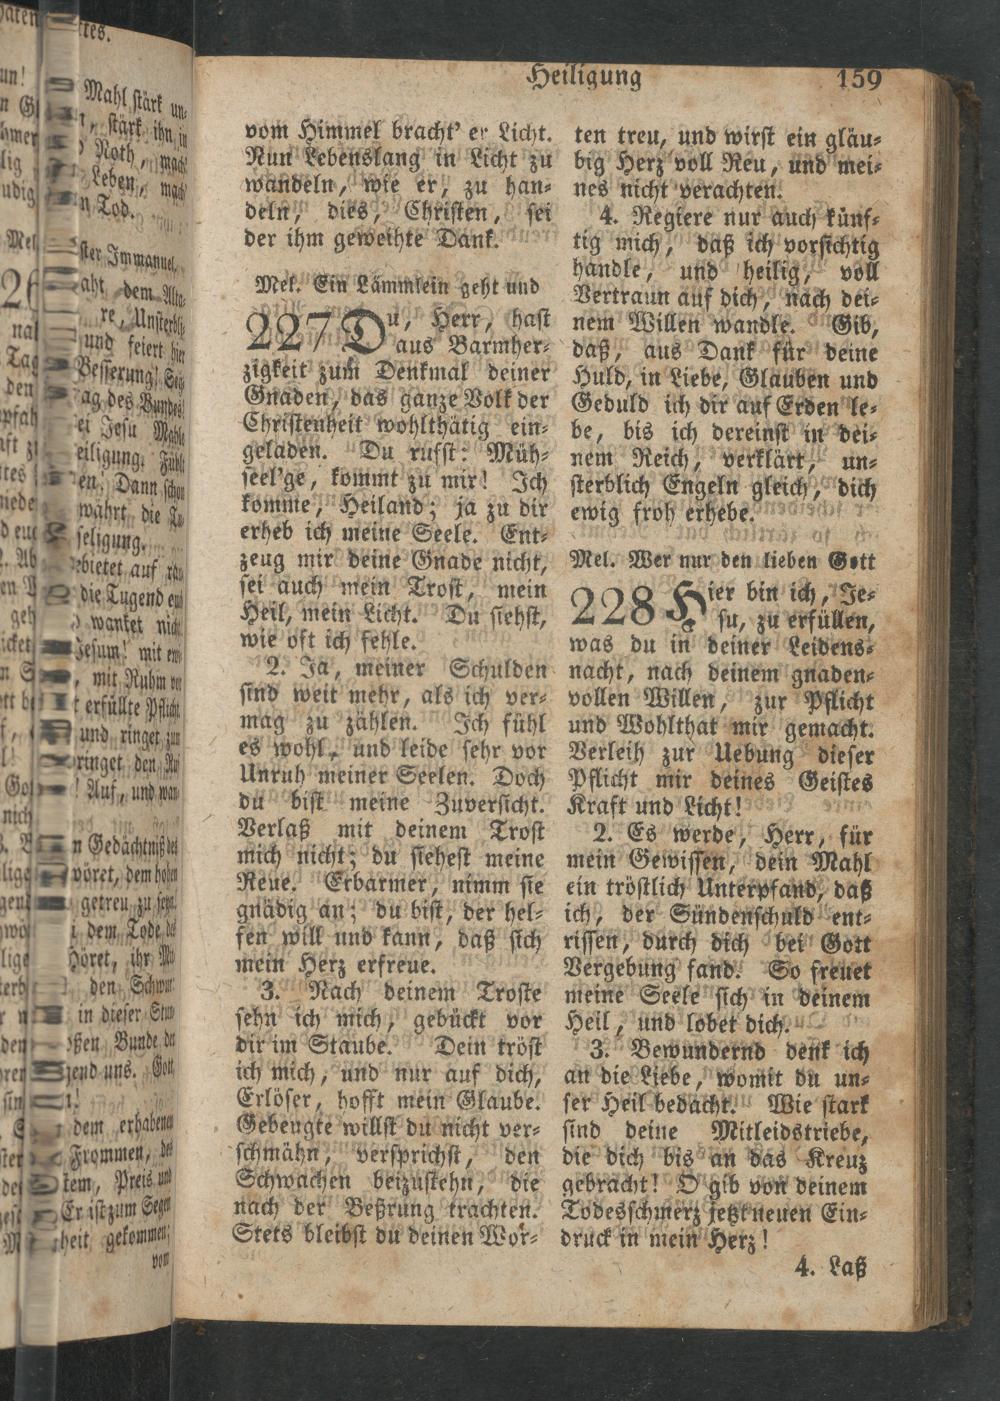 Heiligung 159
vom Himmel bracht' er Licht.
Nun Lebenslang in Licht zu
wandeln, wie er, zu han-
deln, dies, Christen, sei
der ihm geweihte Dank.
Mel. Ein Lämmlein geht und
227 Du, Herr, hast
aus Barmher-
zigkeit zum Denkmal deiner
Gnaden, das ganze Volk der
Christenheit wohlthätig ein-
geladen. Du rufst: Müh-
seel'ge, kommt zu mir! Ich
komme, Heiland; ja zu dir
erheb ich meine Seele. Ent-
zeug mir deine Gnade nicht,
sei auch mein Trost, mein
Heil, mein Licht. Du siehst,
wie oft ich fehle.
2. Ja, meiner Schulden
sind weit mehr, als ich ver-
mag zu zählen. Ich fühl
es wohl, und leide sehr vor
Unruh meiner Seelen. Doch
du bist meine Zuversicht.
Verlaß mit deinem Trost
mich nicht; du siehest meine
Reue. Erbarmer, nimm sie
gnädig an; du bist, der hel-
fen will und kann, daß sich
mein Herz erfreue.
3. Nach deinem Troste
sehn ich mich, gebückt vor
dir im Staube. Dein tröst
ich mich, und nur auf dich,
Erlöser, hofft mein Glaube.
Gebeugte willst du nicht ver-
schmähn, versprichst, den
Schwachen beizustehn, die
nach der Beßrung trachten.
Stets bleibst du deinen Wor-
ten treu, und wirst ein gläu-
big Herz voll Reu, und mei-
nes nicht verachten.
4. Regiere nur auch künf-
tig mich, daß ich vorsichtig
handle, und heilig, voll
Vertraun auf dich, nach dei-
nem Willen wandle. Gib,
daß, aus Dank für deine
Huld, in Liebe, Glauben und
Geduld ich dir auf Erden le-
be, bis ich dereinst in dei-
nem Reich, verklärt, un-
sterblich Engeln gleich, dich
ewig froh erhebe.
Mel. Wer nur den lieben Gott
228 Hier bin ich, Je-
su, zu erfüllen,
was du in deiner Leidens-
nacht, nach deinem gnaden-
vollen Willen, zur Pflicht
und Wohlthat mir gemacht.
Verleih zur Uebung dieser
Pflicht mir deines Geistes
Kraft und Licht!
2. Es werde, Herr, für
mein Gewissen, dein Mahl
ein tröstlich Unterpfand, daß
ich, der Sündenschuld ent-
rissen, durch dich bei Gott
Vergebung fand. So freuet
meine Seele sich in deinem
Heil, und lobet dich.
3. Bewundernd denk ich
an die Liebe, womit du un-
ser Heil bedacht. Wie stark
sind deine Mitleidstriebe,
die dich bis an das Kreuz
gebracht! O gib von deinem
Todesschmerz jetzt neuen Ein-
druck in mein Herz!
4. Laß